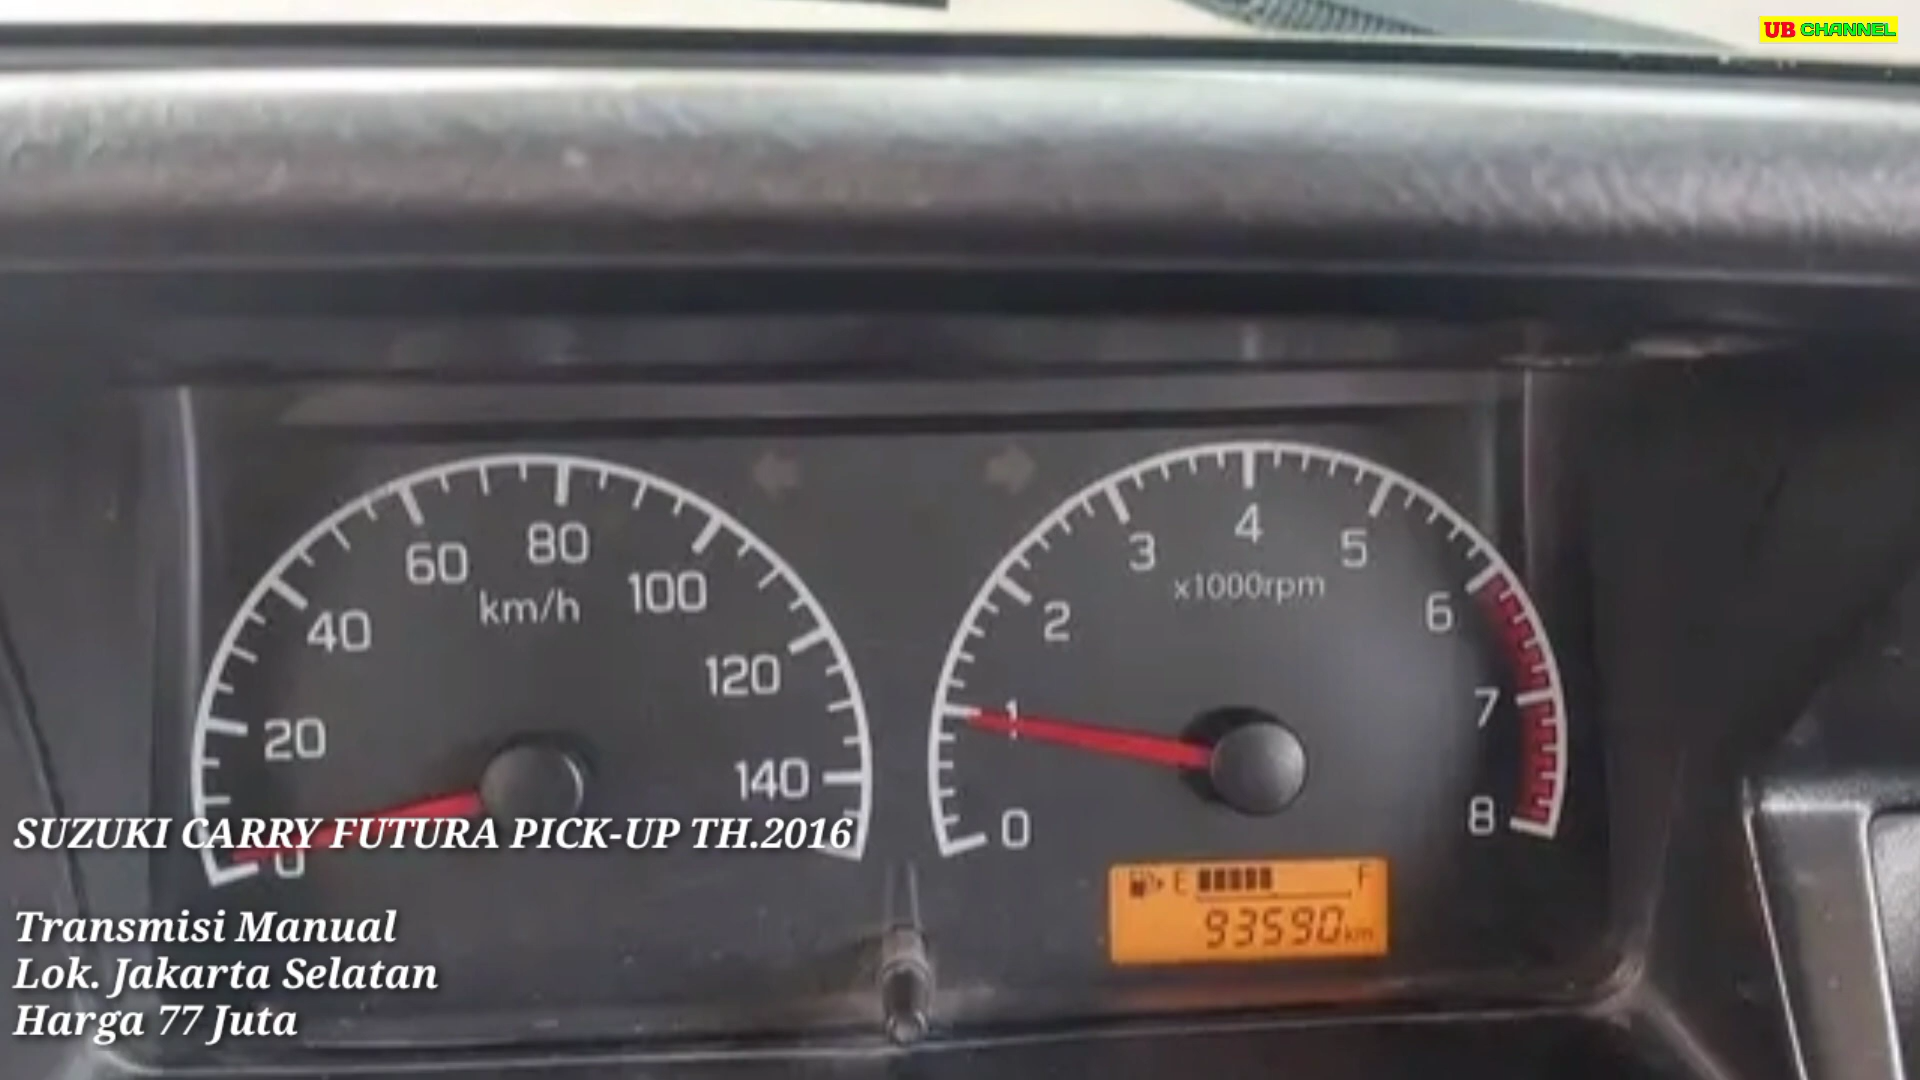 UB CHANNEL
0
20
40
60
80
100
120
140
km/h
0
1
2
3
4
5
6
7
8
x1000rpm
E F
93590km
SUZUKI CARRY FUTURA PICK-UP TH.2016
Transmisi Manual
Lok. Jakarta Selatan
Harga 77 Juta